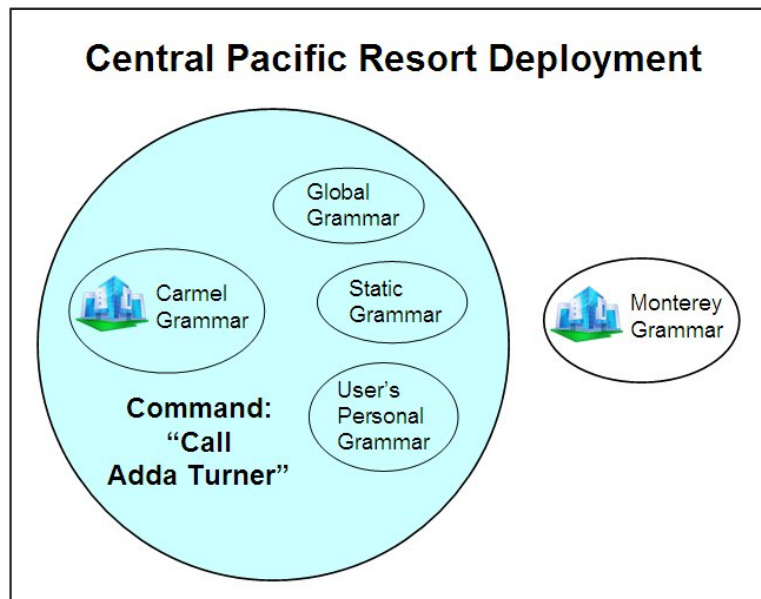 Central Pacific Resort Deployment
Global
Grammar
Carmel
Grammar
Static
Grammar
Monterey
Grammar
User’s
Personal
Grammar
Command:
“Call
Adda Turner”